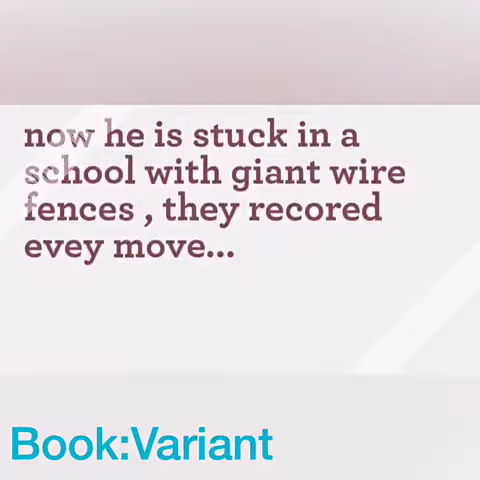 now he is stuck in a
school with giant wire
fences , they recored
evey move...
Book:Variant